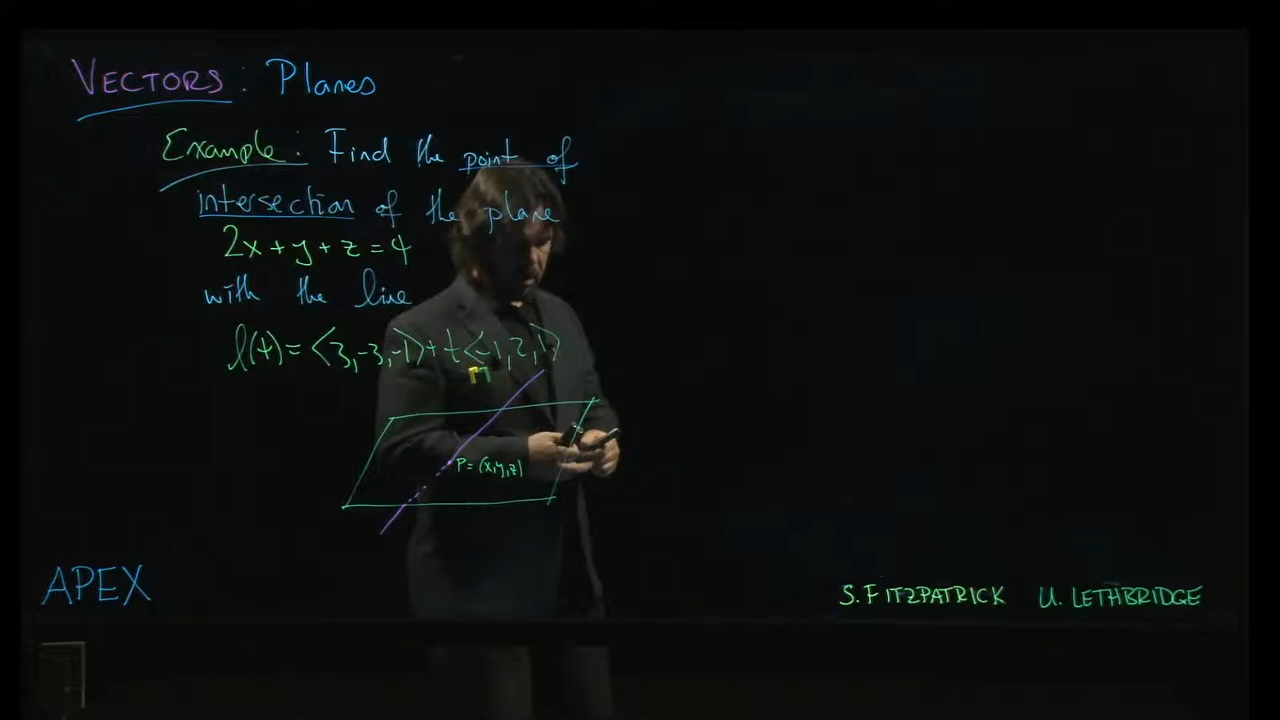 VECTORS: Planes
Example: Find the point of
intersection of the plane
2x+y+z=4
with the line
l(t)=⟨3,-3,-1⟩+t⟨-1,2,1⟩
P=(x,y,z)
APEX
S. FITZPATRICK U. LETHBRIDGE